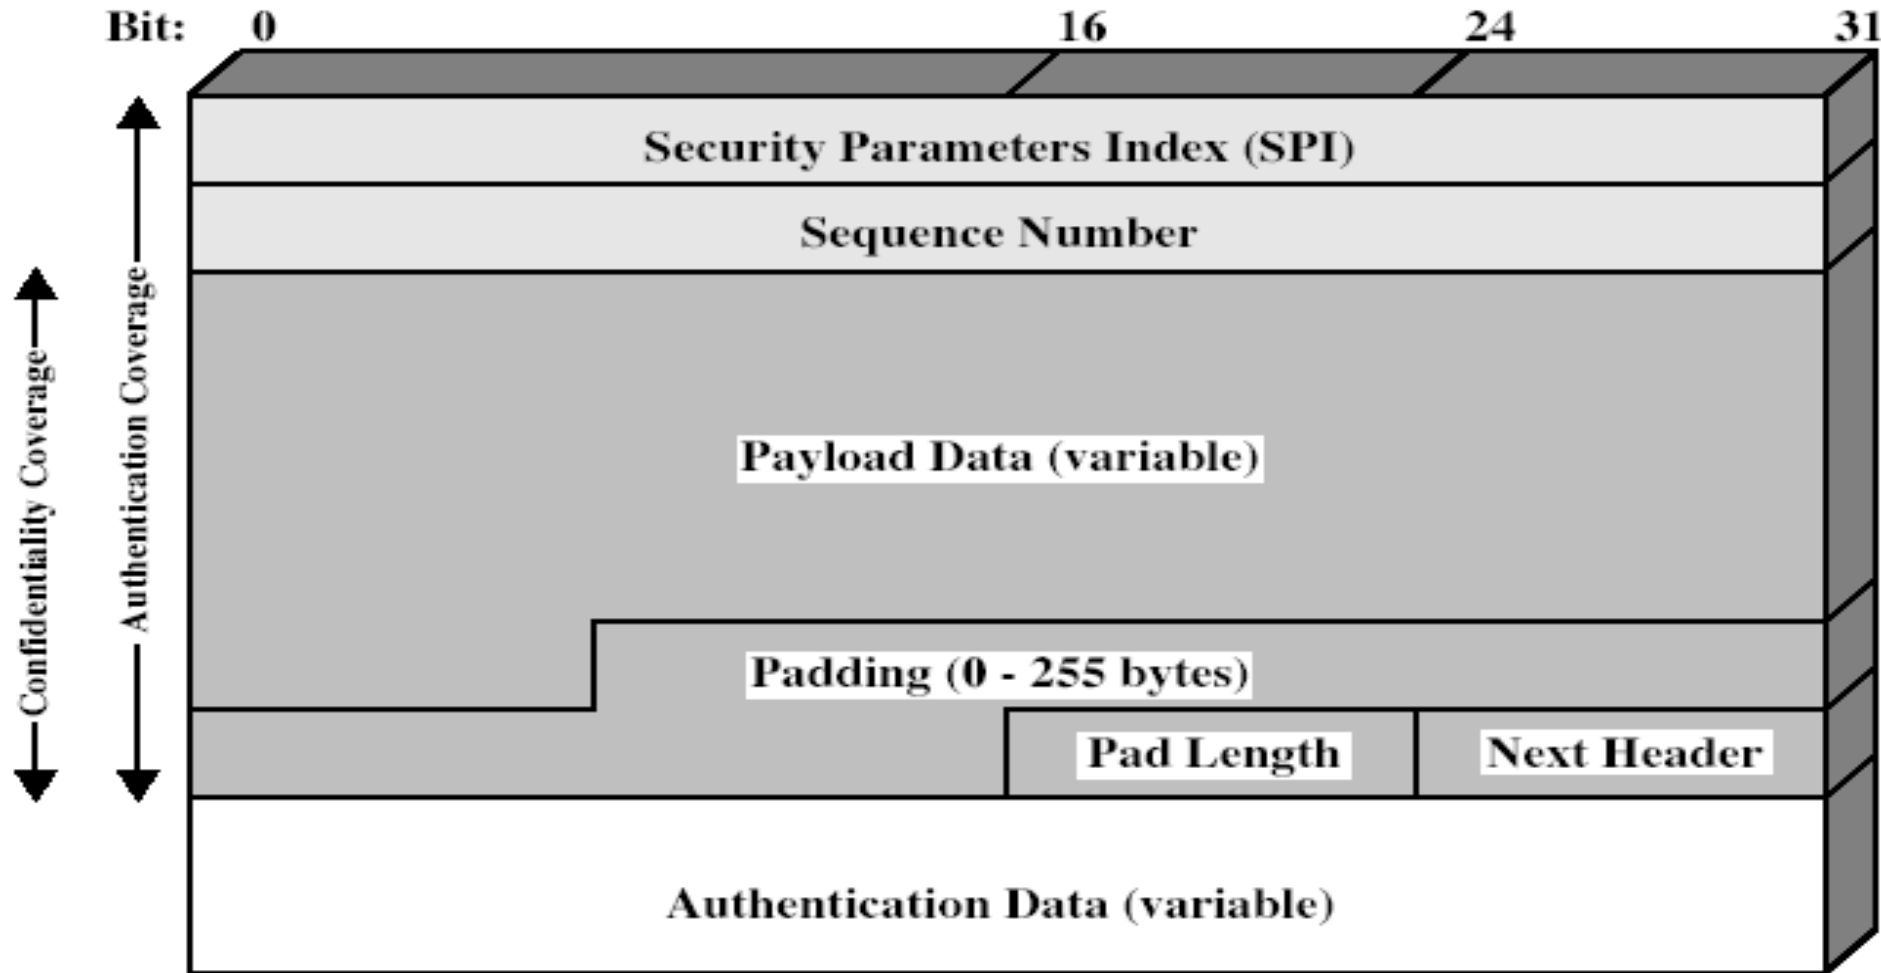 Bit: 0 16 24 31
Security Parameters Index (SPI)
Sequence Number
Confidentiality Coverage
Authentication Coverage
Payload Data (variable)
Padding (0 - 255 bytes)
Pad Length
Next Header
Authentication Data (variable)